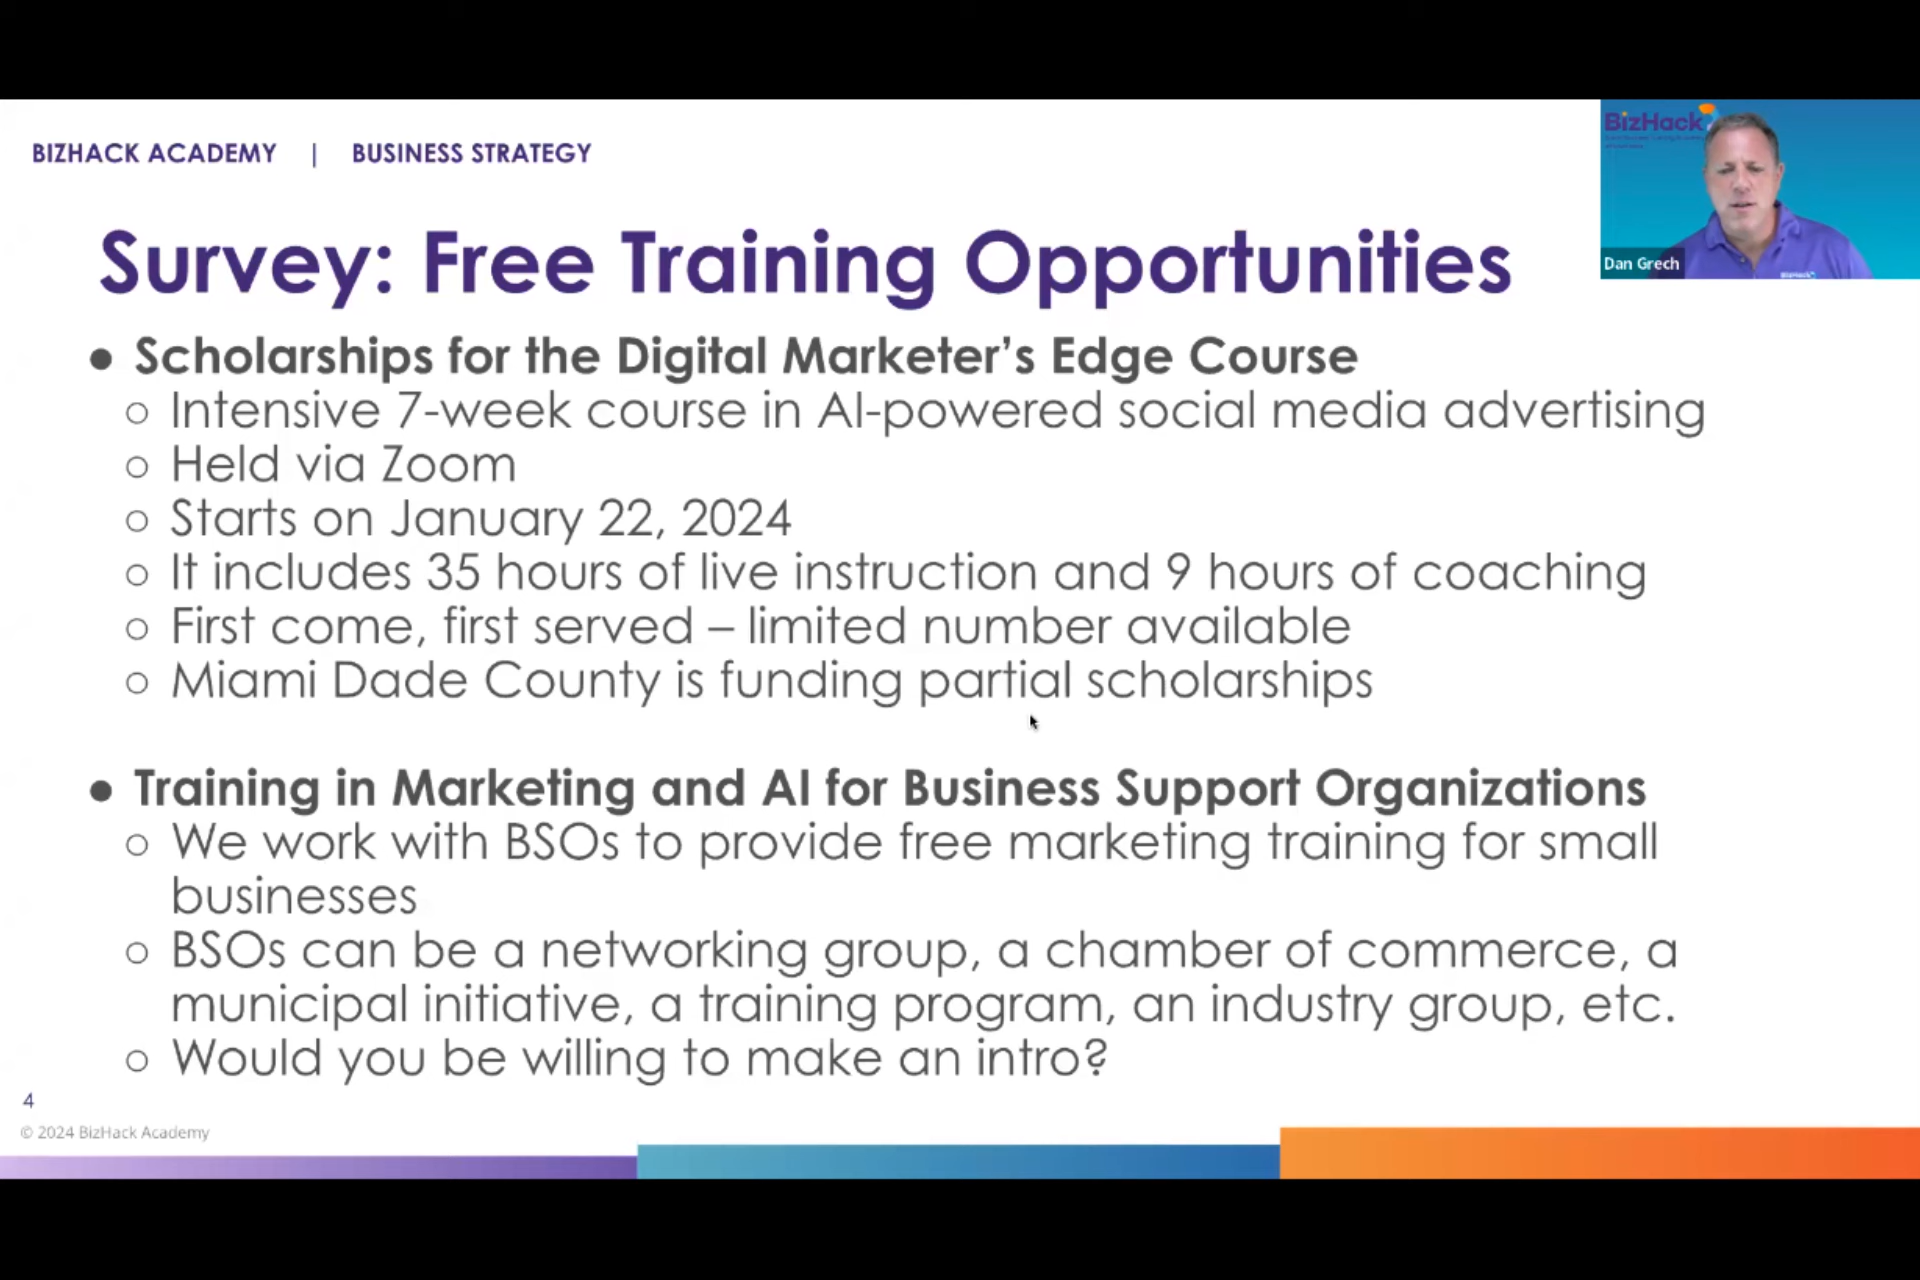 BIZHACK ACADEMY | BUSINESS STRATEGY
BizHack
Dan Grech
BizHack
Survey: Free Training Opportunities
● Scholarships for the Digital Marketer's Edge Course
○ Intensive 7-week course in AI-powered social media advertising
○ Held via Zoom
○ Starts on January 22, 2024
○ It includes 35 hours of live instruction and 9 hours of coaching
○ First come, first served – limited number available
○ Miami Dade County is funding partial scholarships
● Training in Marketing and AI for Business Support Organizations
○ We work with BSOs to provide free marketing training for small
businesses
○ BSOs can be a networking group, a chamber of commerce, a
municipal initiative, a training program, an industry group, etc.
○ Would you be willing to make an intro?
4
© 2024 BizHack Academy